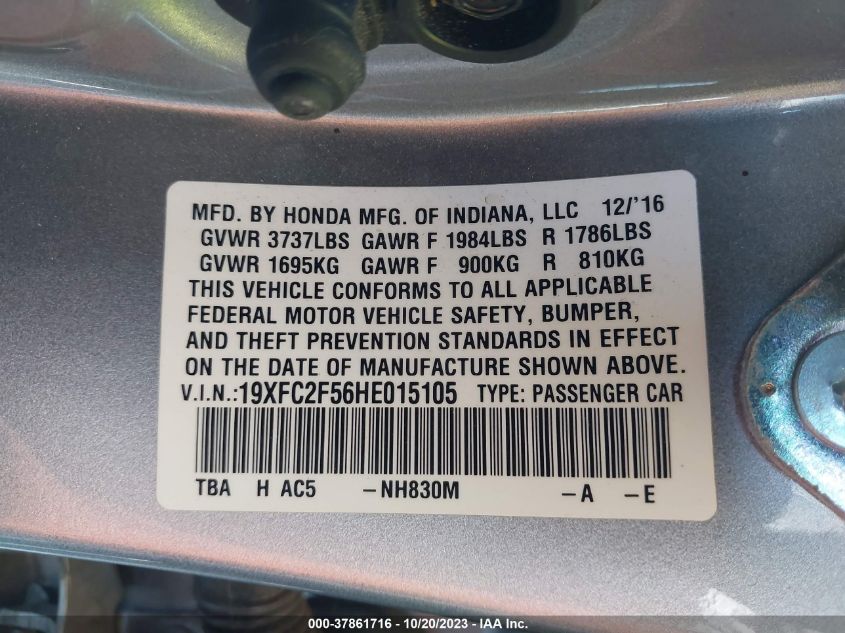 MFD. BY HONDA MFG. OF INDIANA, LLC 12/'16
GVWR 3737LBS GAWR F 1984LBS R 1786LBS
GVWR 1695KG GAWR F 900KG R 810KG
THIS VEHICLE CONFORMS TO ALL APPLICABLE
FEDERAL MOTOR VEHICLE SAFETY, BUMPER,
AND THEFT PREVENTION STANDARDS IN EFFECT
ON THE DATE OF MANUFACTURE SHOWN ABOVE.
V.I.N.:19XFC2F56HE015105 TYPE: PASSENGER CAR
TBA H AC5 –NH830M –A –E
000-37861716 - 10/20/2023 - IAA Inc.